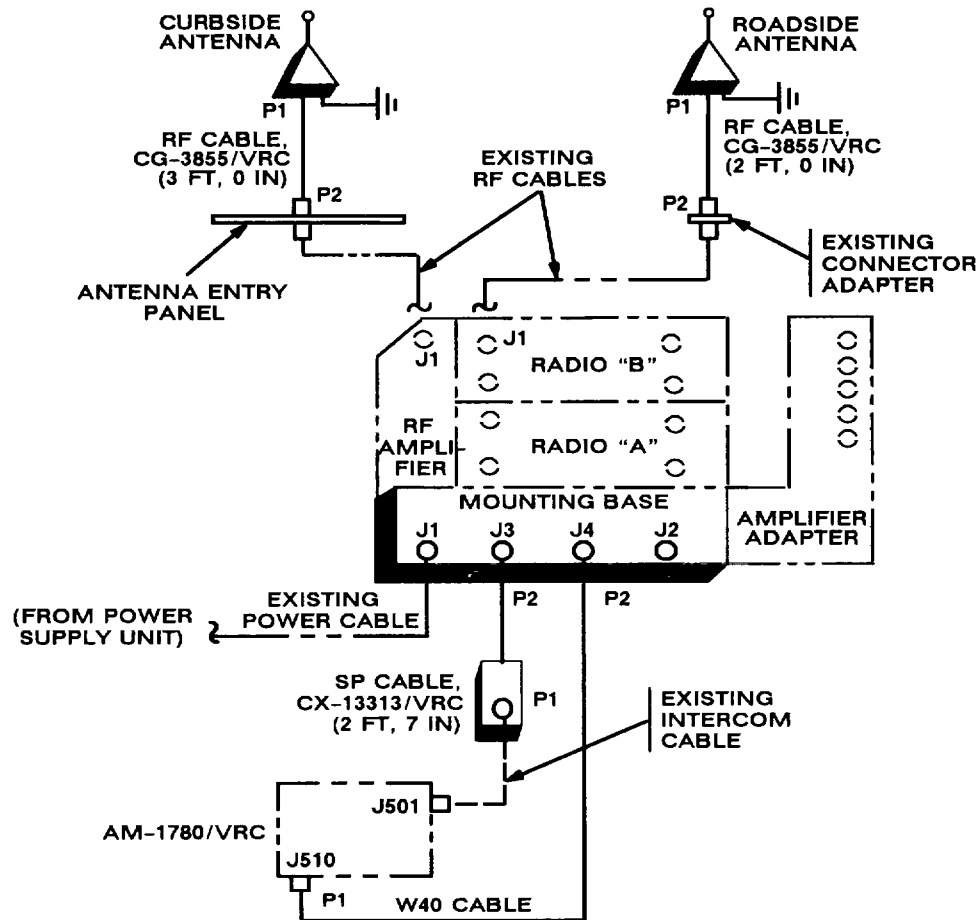 CURBSIDE
ANTENNA
ROADSIDE
ANTENNA
P1
P1
RF CABLE,
CG-3855/VRC
(3 FT, 0 IN)
EXISTING
RF CABLES
RF CABLE,
CG-3855/VRC
(2 FT, 0 IN)
P2
P2
ANTENNA ENTRY
PANEL
EXISTING
CONNECTOR
ADAPTER
J1
J1
RADIO "B"
RF
AMPLI-
FIER
RADIO "A"
MOUNTING BASE
J1
J3
J4
J2
AMPLIFIER
ADAPTER
(FROM POWER
SUPPLY UNIT)
EXISTING
POWER CABLE
P2
P2
SP CABLE,
CX-13313/VRC
(2 FT, 7 IN)
P1
EXISTING
INTERCOM
CABLE
J501
AM-1780/VRC
J510
P1
W40 CABLE